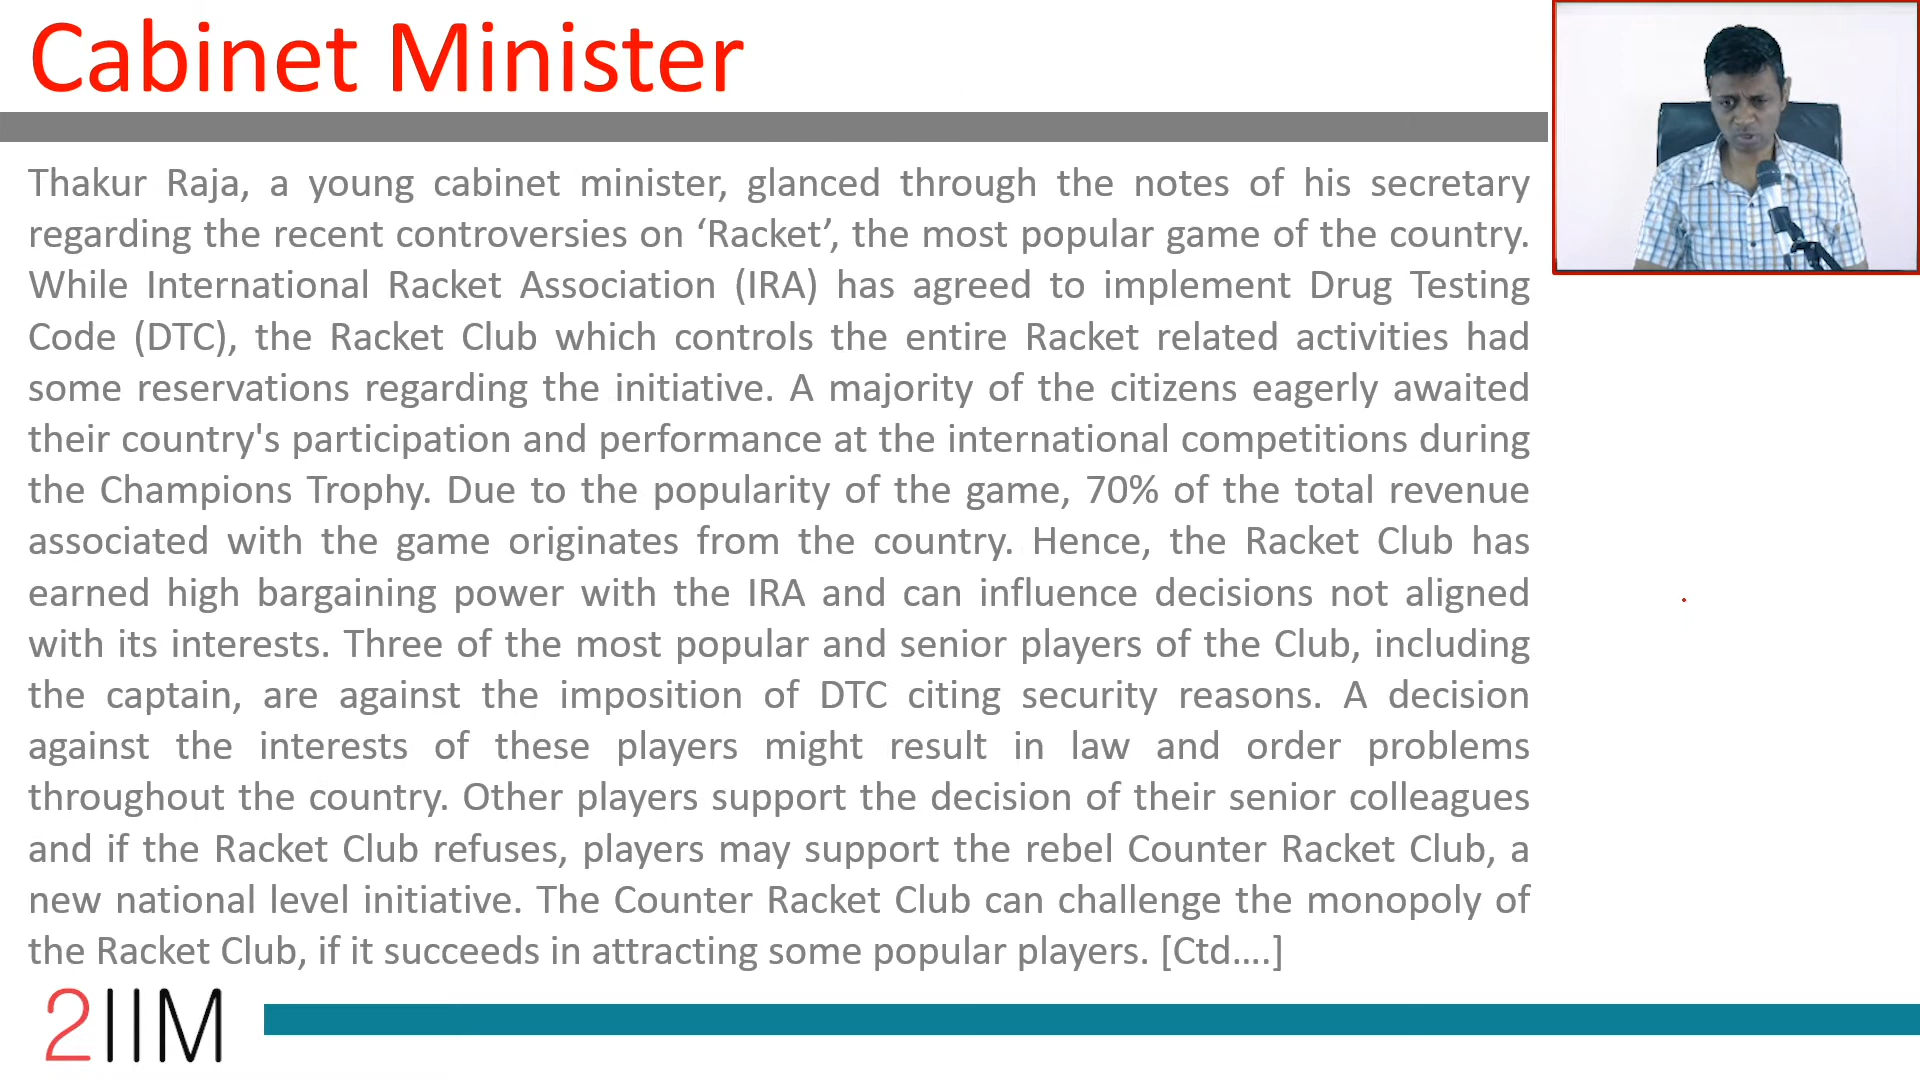 Cabinet Minister
Thakur Raja, a young cabinet minister, glanced through the notes of his secretary
regarding the recent controversies on ‘Racket’, the most popular game of the country.
While International Racket Association (IRA) has agreed to implement Drug Testing
Code (DTC), the Racket Club which controls the entire Racket related activities had
some reservations regarding the initiative. A majority of the citizens eagerly awaited
their country's participation and performance at the international competitions during
the Champions Trophy. Due to the popularity of the game, 70% of the total revenue
associated with the game originates from the country. Hence, the Racket Club has
earned high bargaining power with the IRA and can influence decisions not aligned
with its interests. Three of the most popular and senior players of the Club, including
the captain, are against the imposition of DTC citing security reasons. A decision
against the interests of these players might result in law and order problems
throughout the country. Other players support the decision of their senior colleagues
and if the Racket Club refuses, players may support the rebel Counter Racket Club, a
new national level initiative. The Counter Racket Club can challenge the monopoly of
the Racket Club, if it succeeds in attracting some popular players. [Ctd….]
2IIM